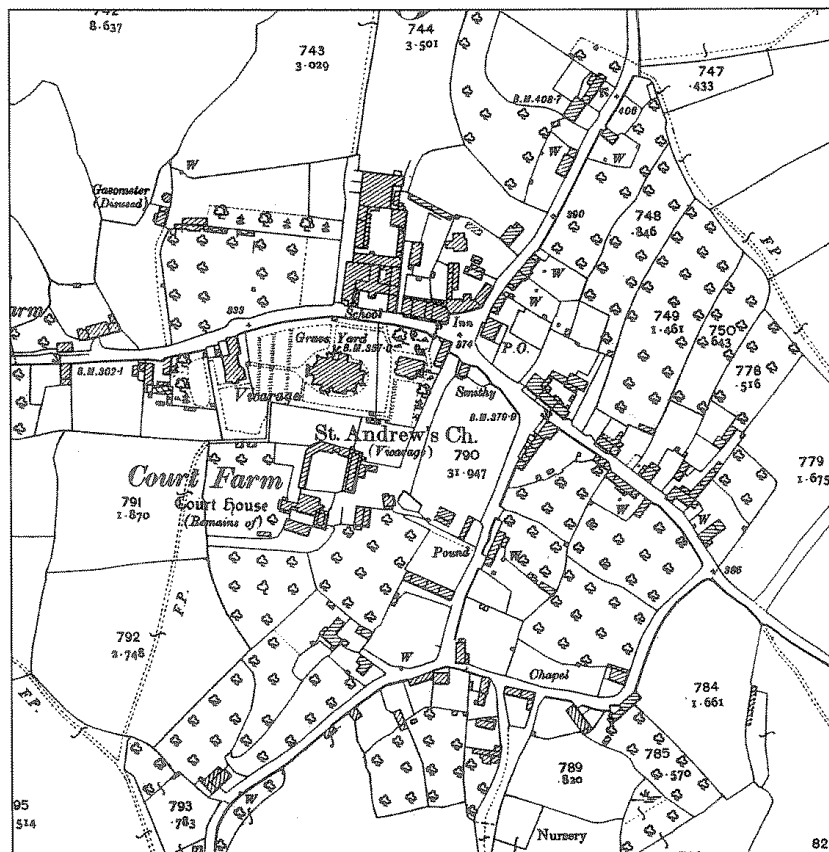 742
8·637
743
3·029
744
3·501
747
·433
B.M.408·7
406
W
W
W
Gasometer
(Disused)
390
748
·846
F.P.
W
749
1·461
750
·643
778
·516
School
Inn
333
Grave Yard
B.M.357·0
374
P.O.
W
B.M.302·1
Vicarage
Smithy
B.M.379·9
St. Andrew's Ch.
(Vicarage)
790
31·947
779
1·675
Court Farm
Court House
(Remains of)
791
1·870
W
W
Pound
W
386
F.P.
792
2·748
W
Chapel
784
1·661
F.P.
785
·570
789
·820
793
·783
W
95
514
Nursery
82